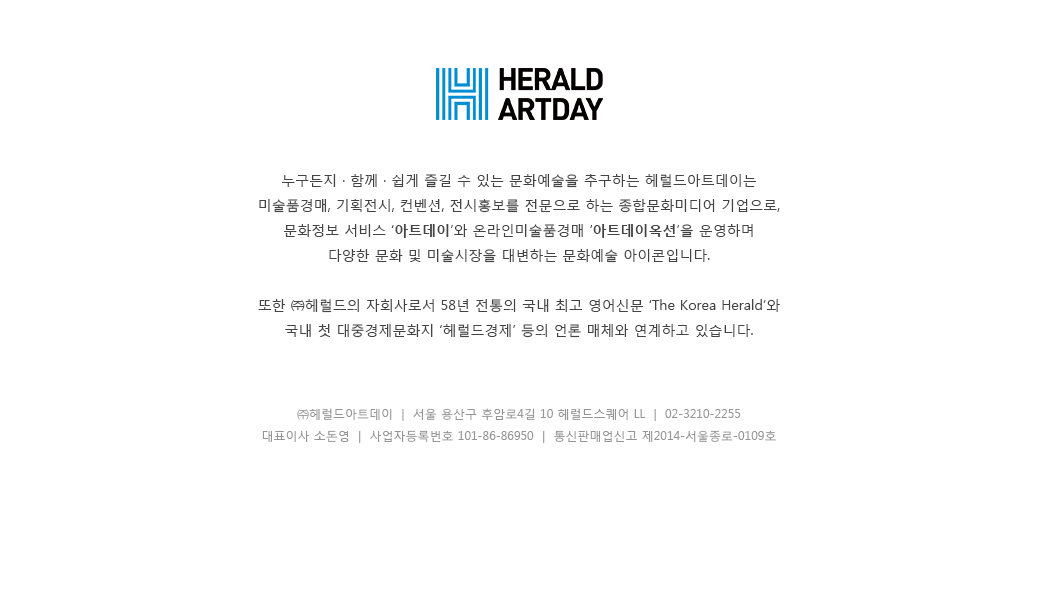 HERALD
ARTDAY
누구든지 · 함께 · 쉽게 즐길 수 있는 문화예술을 추구하는 헤럴드아트데이는
미술품경매, 기획전시, 컨벤션, 전시홍보를 전문으로 하는 종합문화미디어 기업으로,
문화정보 서비스 '아트데이'와 온라인미술품경매 '아트데이옥션'을 운영하며
다양한 문화 및 미술시장을 대변하는 문화예술 아이콘입니다.
또한 ㈜헤럴드의 자회사로서 58년 전통의 국내 최고 영어신문 'The Korea Herald'와
국내 첫 대중경제문화지 '헤럴드경제' 등의 언론 매체와 연계하고 있습니다.
㈜헤럴드아트데이 | 서울 용산구 후암로4길 10 헤럴드스퀘어 LL | 02-3210-2255
대표이사 소돈영 | 사업자등록번호 101-86-86950 | 통신판매업신고 제2014-서울종로-0109호